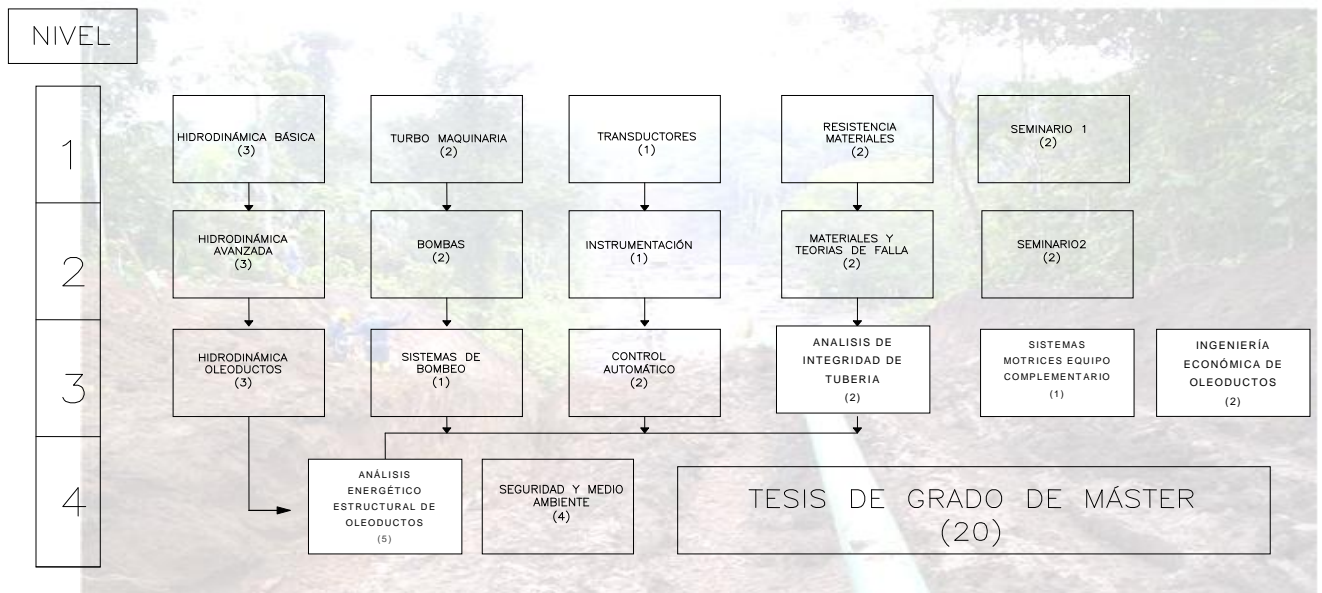 NIVEL
1
HIDRODINÁMICA BÁSICA
(3)
TURBO MAQUINARIA
(2)
TRANSDUCTORES
(1)
RESISTENCIA
MATERIALES
(2)
SEMINARIO 1
(2)
2
HIDRODINÁMICA
AVANZADA
(3)
BOMBAS
(2)
INSTRUMENTACIÓN
(1)
MATERIALES Y
TEORIAS DE FALLA
(2)
SEMINARIO2
(2)
3
HIDRODINÁMICA
OLEODUCTOS
(3)
SISTEMAS DE
BOMBEO
(1)
CONTROL
AUTOMÁTICO
(2)
ANALISIS DE
INTEGRIDAD DE
TUBERIA
(2)
SISTEMAS
MOTRICES EQUIPO
COMPLEMENTARIO
(1)
INGENIERÍA
ECONÓMICA DE
OLEODUCTOS
(2)
4
ANÁLISIS
ENERGÉTICO
ESTRUCTURAL DE
OLEODUCTOS
(5)
SEGURIDAD Y MEDIO
AMBIENTE
(4)
TESIS DE GRADO DE MÁSTER
(20)